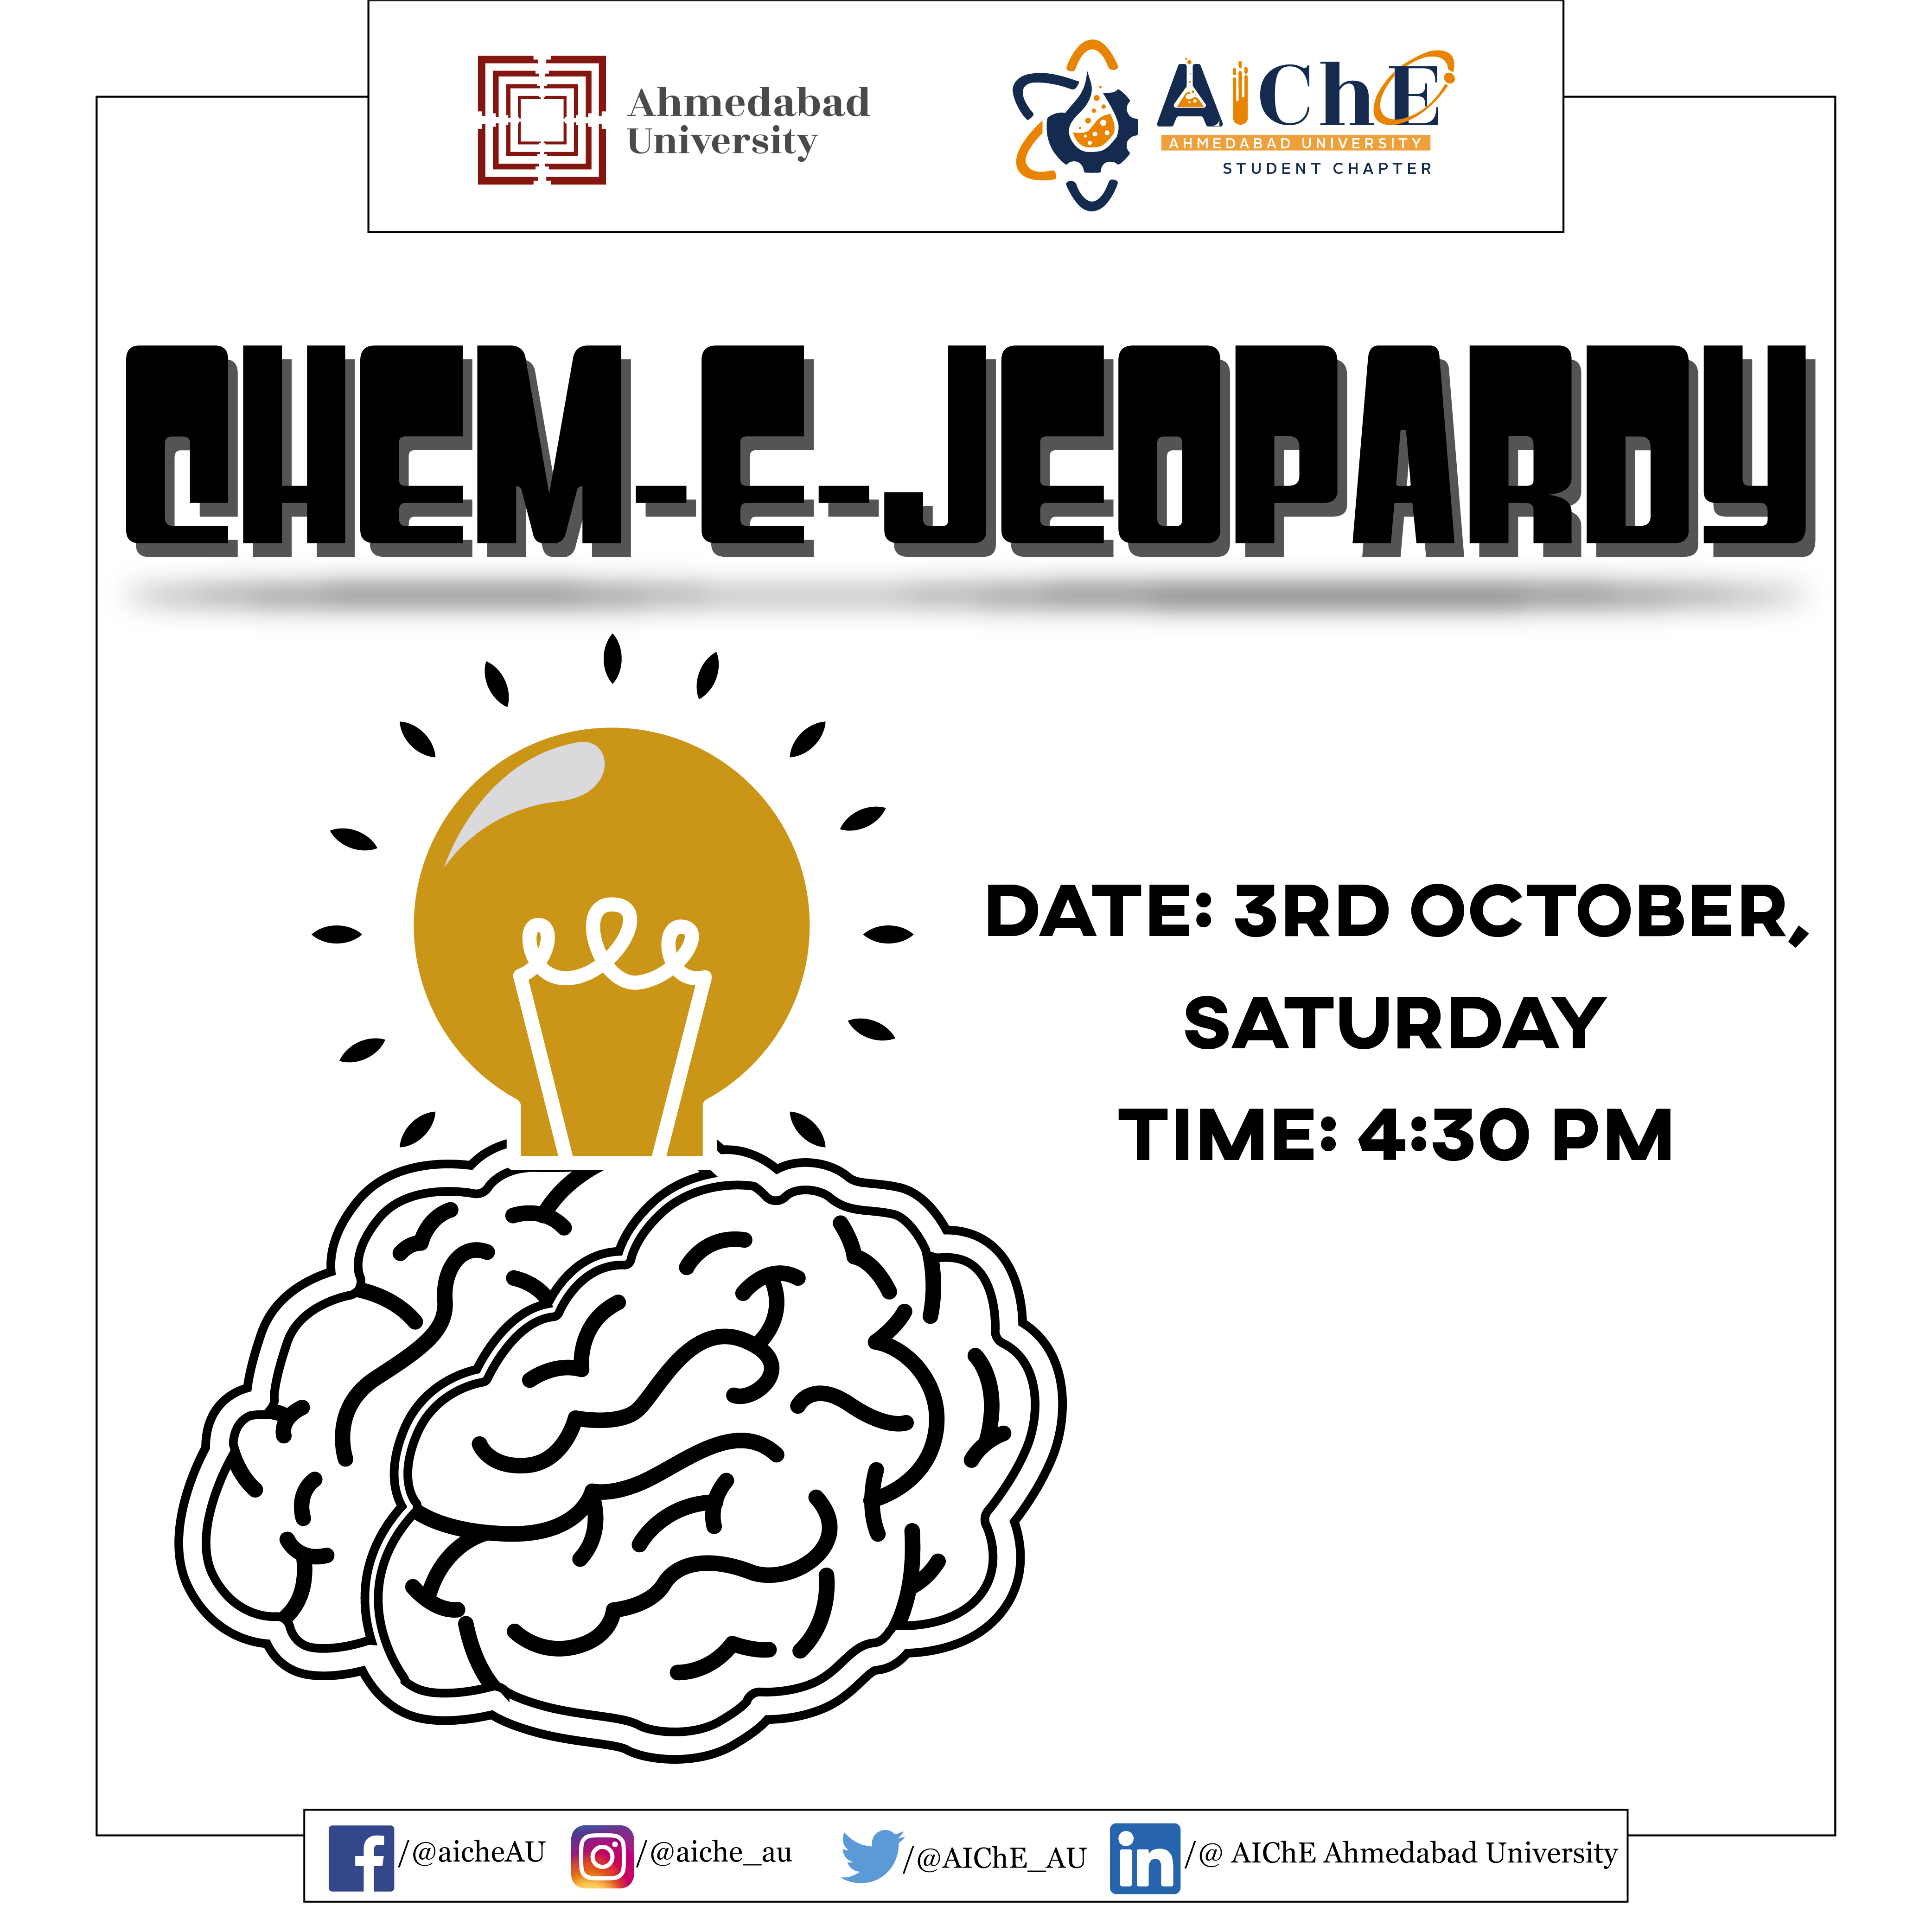 Ahmedabad
University
AIChE
AHMEDABAD UNIVERSITY
STUDENT CHAPTER
CHEM-E-JEOPARDY
DATE: 3RD OCTOBER,
SATURDAY
TIME: 4:30 PM
/@aicheAU
/@aiche_au
/@AIChE_AU
/@ AIChE Ahmedabad University